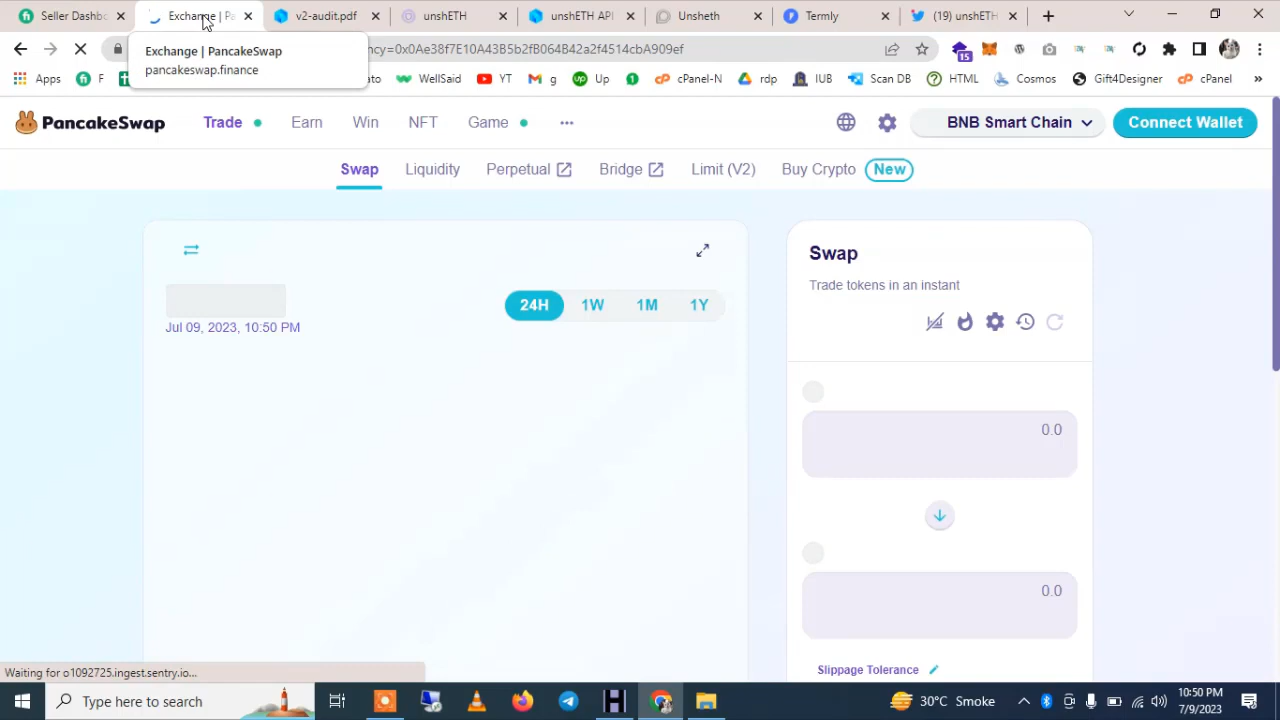 Seller Dashbo
Exchange | Pa
v2-audit.pdf
unshETH
unshETH API
Unsheth
Termly
(19) unshETH
Exchange | PancakeSwap
pancakeswap.finance
ncy=0x0Ae38f7E10A43B5b2fB064B42a2f4514cbA909ef
15
Apps
F
ato
WellSaid
YT
g
Up
1
cPanel-N
rdp
IUB
Scan DB
HTML
Cosmos
Gift4Designer
cPanel
»
PancakeSwap
Trade
Earn
Win
NFT
Game
BNB Smart Chain
Connect Wallet
Swap
Liquidity
Perpetual
Bridge
Limit (V2)
Buy Crypto
New
24H
1W
1M
1Y
Jul 09, 2023, 10:50 PM
Swap
Trade tokens in an instant
0.0
0.0
Slippage Tolerance
Waiting for o1092725.ingest.sentry.io...
Type here to search
30°C Smoke
10:50 PM
7/9/2023